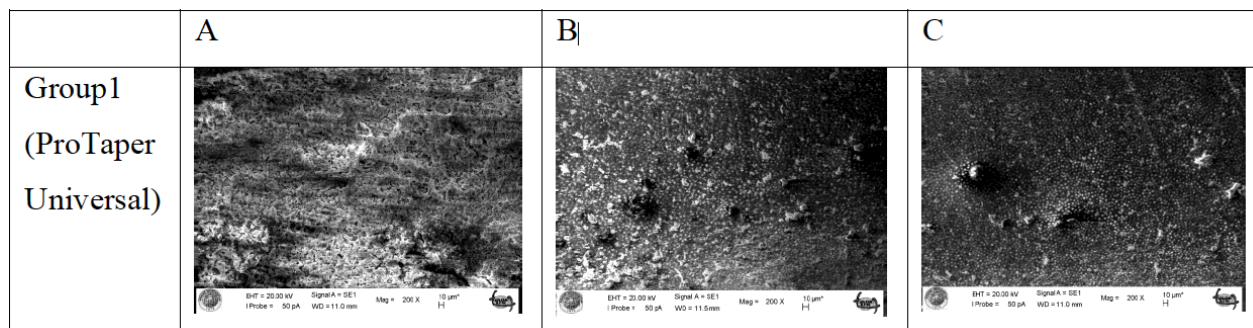 A
B
C
Group1
(ProTaper
Universal)
EHT = 20.00 kV Signal A = SE1 Mag = 200 X 10 µm*
I Probe = 50 pA WD = 11.0 mm
EHT = 20.00 kV Signal A = SE1 Mag = 200 X 10 µm*
I Probe = 50 pA WD = 11.5 mm
EHT = 20.00 kV Signal A = SE1 Mag = 200 X 10 µm*
I Probe = 50 pA WD = 11.0 mm